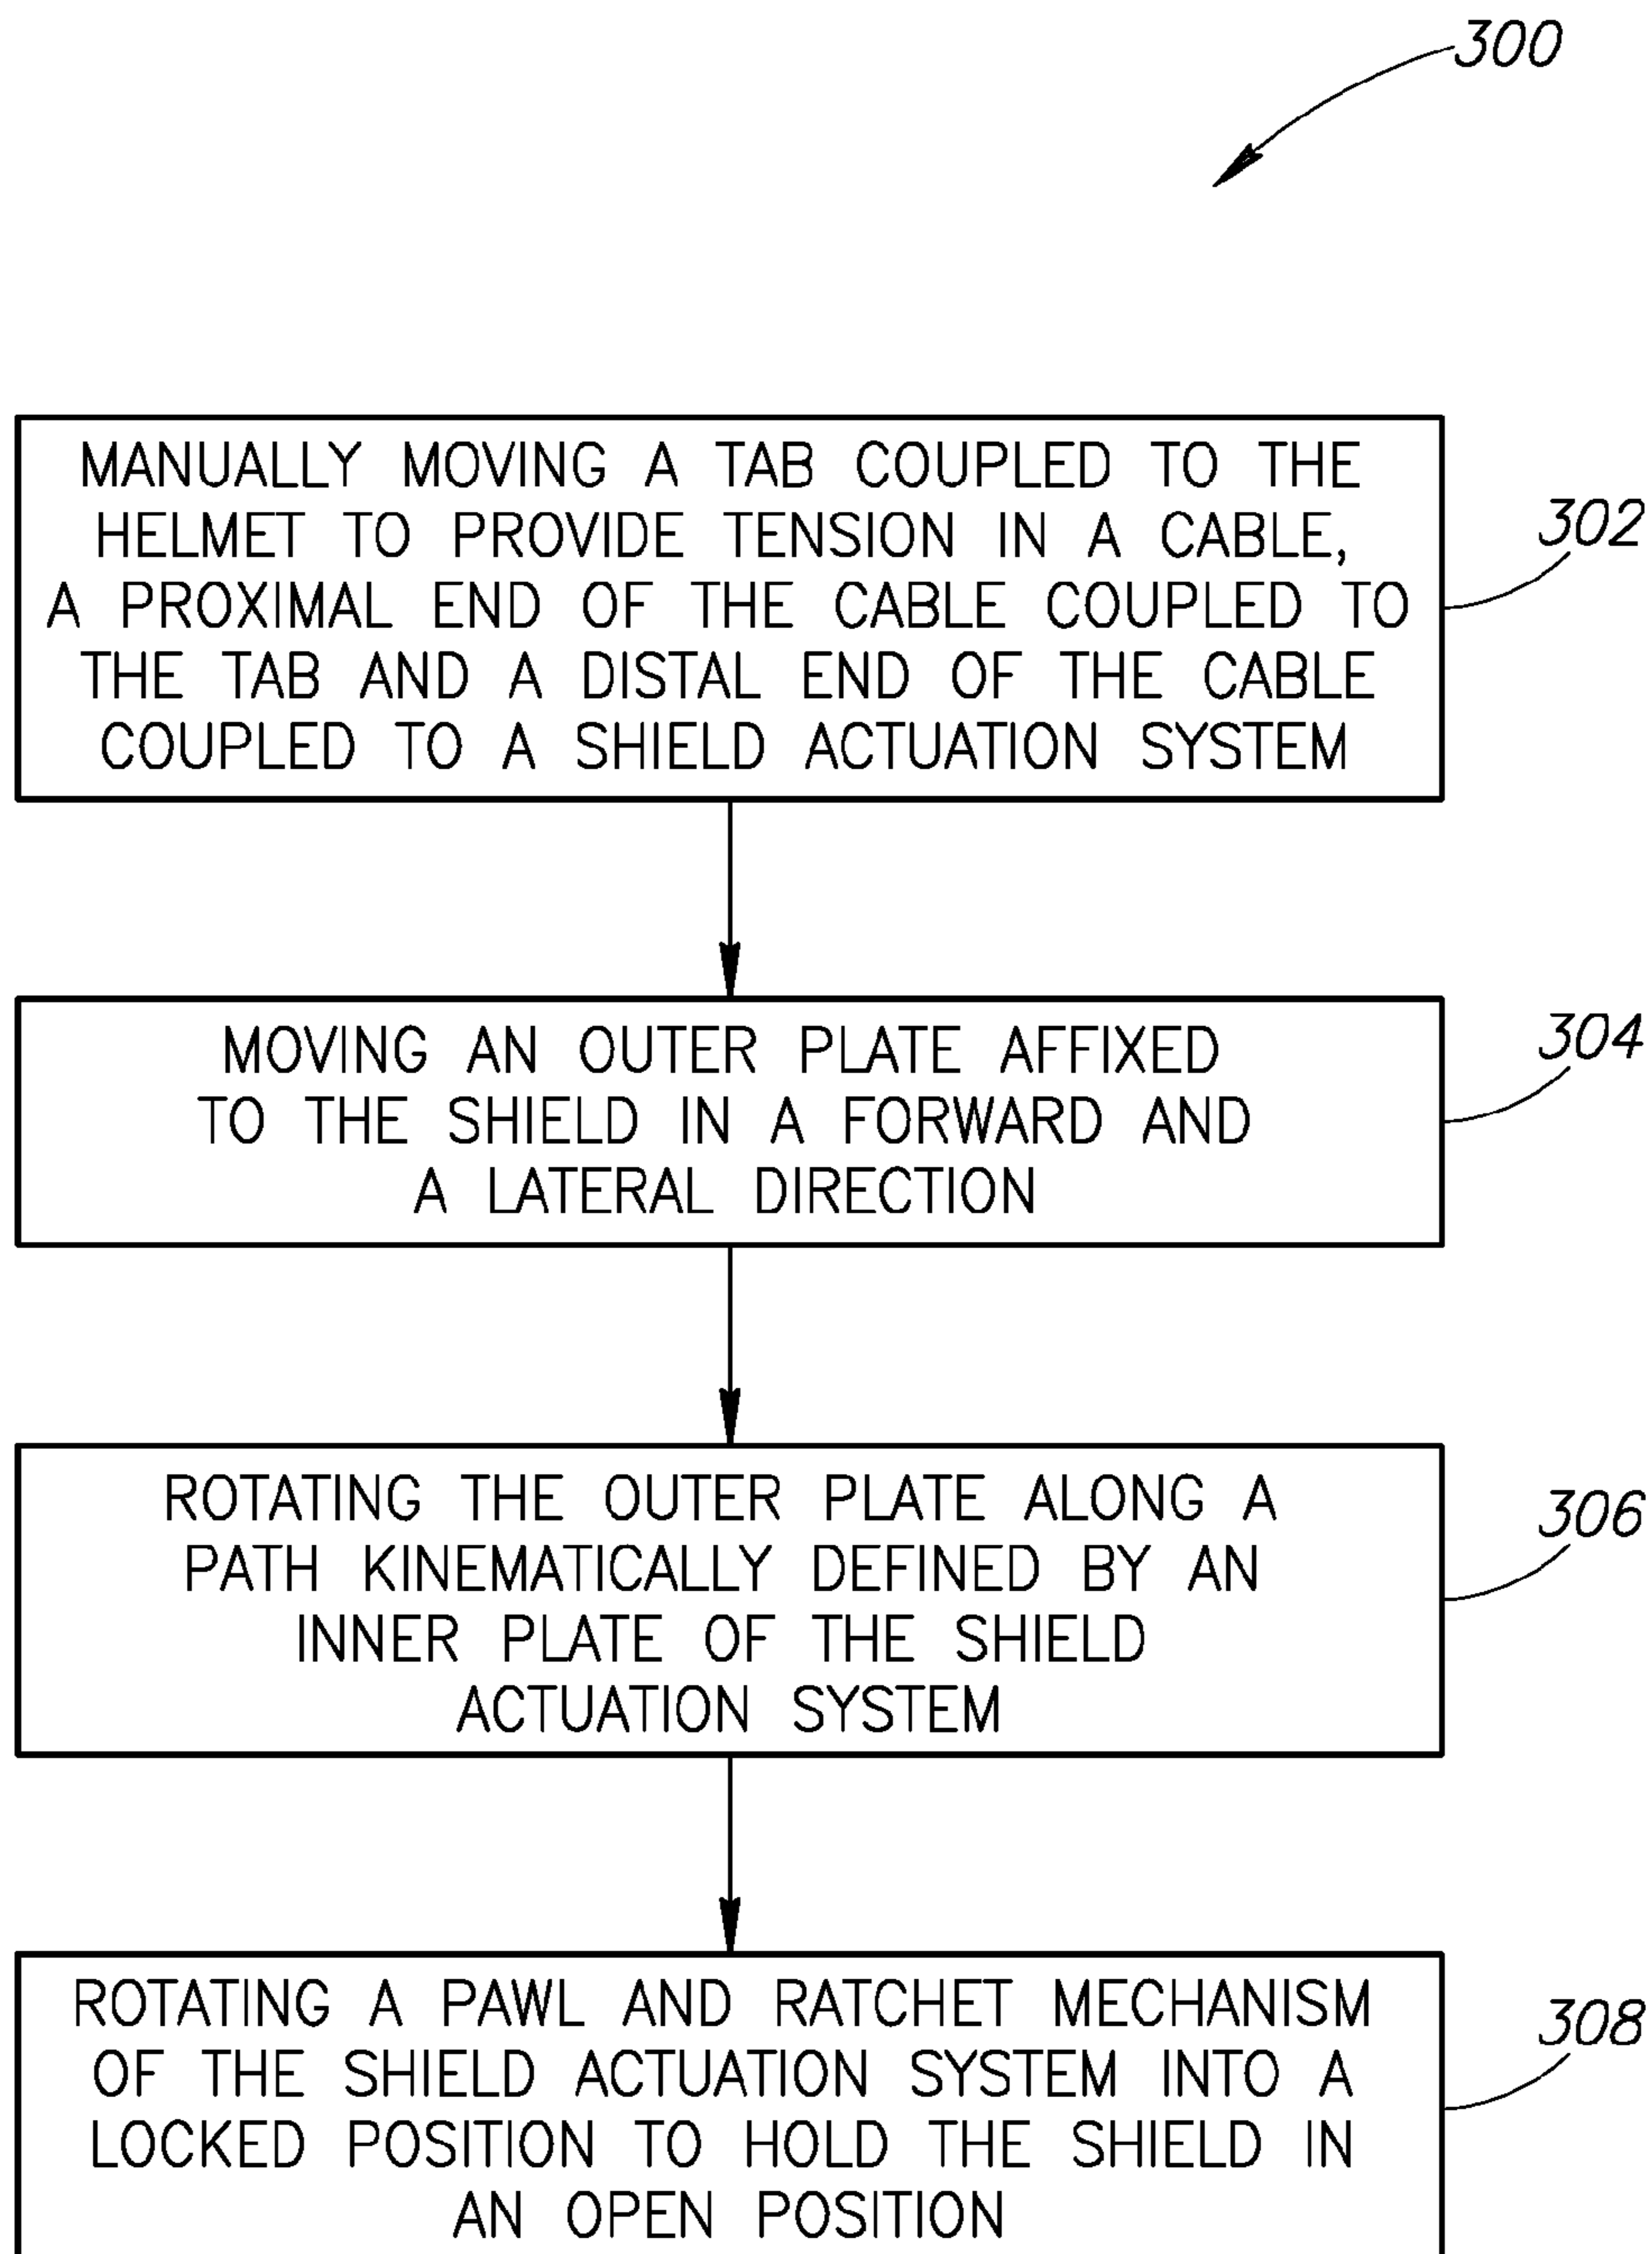 300
MANUALLY MOVING A TAB COUPLED TO THE
HELMET TO PROVIDE TENSION IN A CABLE,
A PROXIMAL END OF THE CABLE COUPLED TO
THE TAB AND A DISTAL END OF THE CABLE
COUPLED TO A SHIELD ACTUATION SYSTEM
302
MOVING AN OUTER PLATE AFFIXED
TO THE SHIELD IN A FORWARD AND
A LATERAL DIRECTION
304
ROTATING THE OUTER PLATE ALONG A
PATH KINEMATICALLY DEFINED BY AN
INNER PLATE OF THE SHIELD
ACTUATION SYSTEM
306
ROTATING A PAWL AND RATCHET MECHANISM
OF THE SHIELD ACTUATION SYSTEM INTO A
LOCKED POSITION TO HOLD THE SHIELD IN
AN OPEN POSITION
308